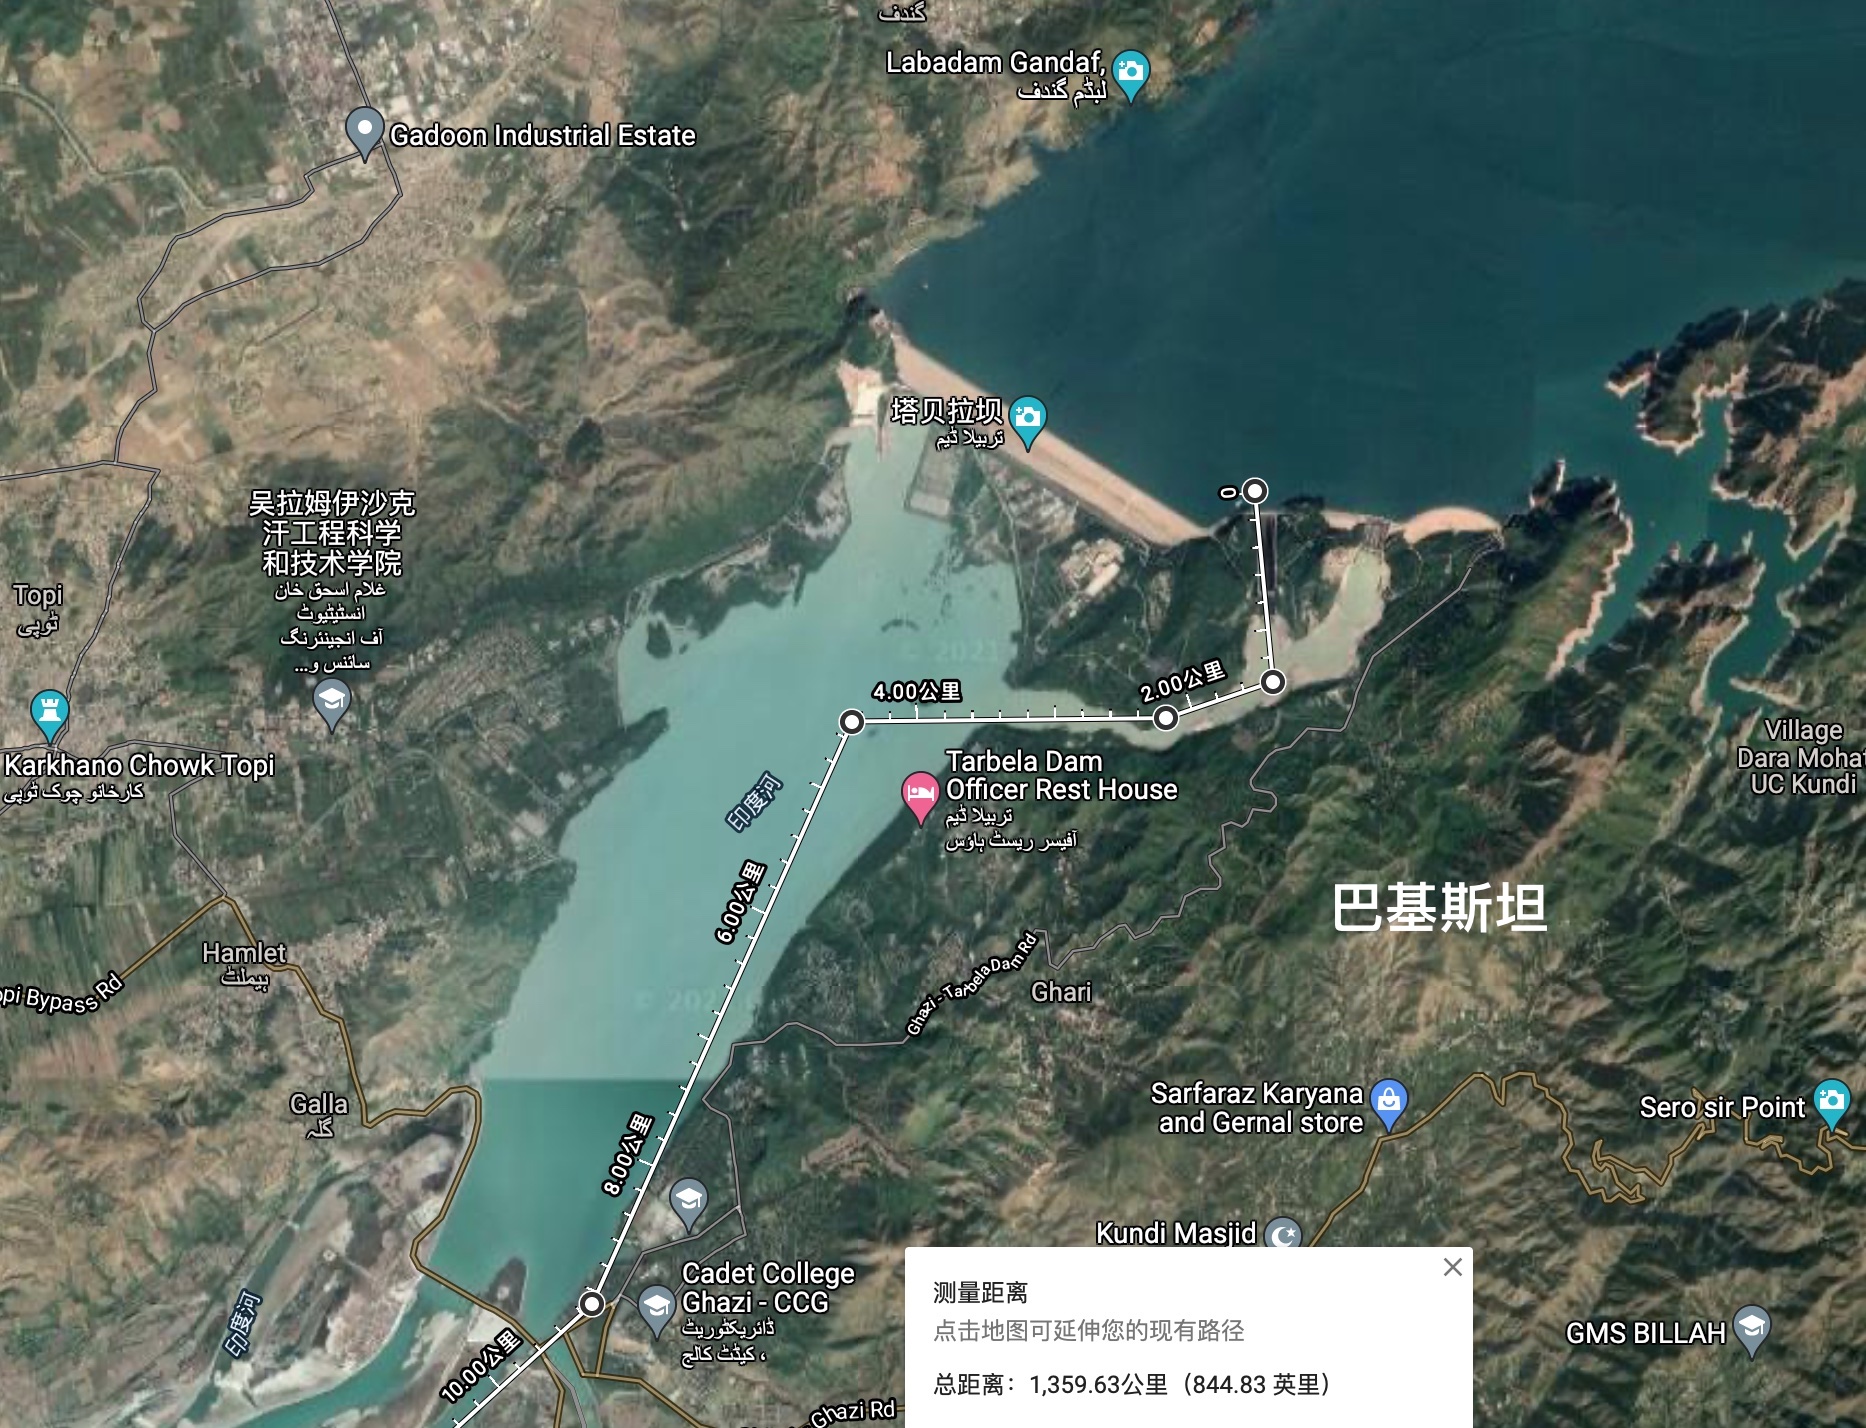 گندف
Labadam Gandaf,
لبڈم گندف
Gadoon Industrial Estate
塔贝拉坝
تربیلا ڈیم
0
吴拉姆伊沙克
汗工程科学
和技术学院
غلام اسحق خان
انسٹیٹیوٹ
آف انجینئرنگ
سائنس و...
Topi
ٹوپی
© 2021
4.00公里
2.00公里
Karkhano Chowk Topi
کارخانو چوک ٹوپی
Village
Dara Mohat
UC Kundi
Tarbela Dam
Officer Rest House
تربیلا ڈیم
آفیسر ریسٹ ہاؤس
印度河
6.00公里
巴基斯坦
Hamlet
ہیملٹ
opi Bypass Rd
Ghazi - Tarbela Dam Rd
Ghari
Galla
گلہ
8.00公里
Sarfaraz Karyana
and Gernal store
Sero sir Point
Kundi Masjid
Cadet College
Ghazi - CCG
ڈائریکٹوریٹ
، کیڈٹ کالج
印度河
10.00公里
GMS BILLAH
测量距离
点击地图可延伸您的现有路径
总距离：1,359.63公里（844.83 英里）
Ghazi Rd